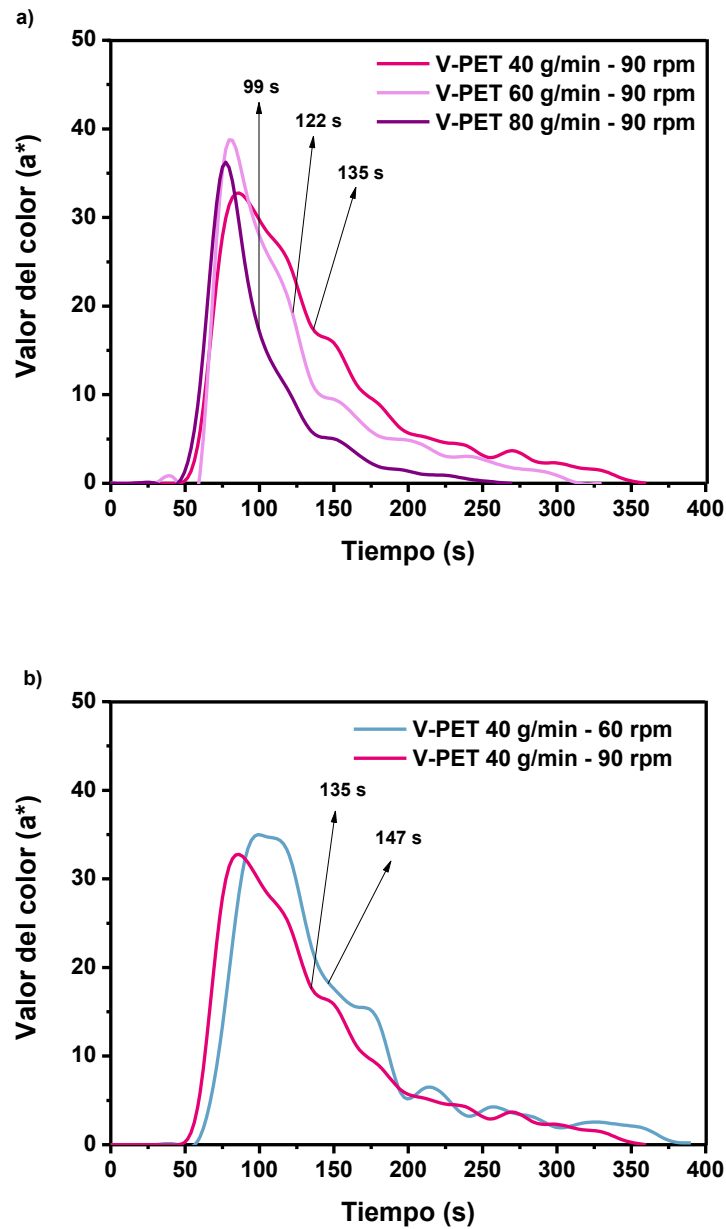 a)
50
40
30
20
10
0
Valor del color (a*)
V-PET 40 g/min - 90 rpm
V-PET 60 g/min - 90 rpm
V-PET 80 g/min - 90 rpm
99 s
122 s
135 s
0 50 100 150 200 250 300 350 400
Tiempo (s)
b)
50
40
30
20
10
0
Valor del color (a*)
V-PET 40 g/min - 60 rpm
V-PET 40 g/min - 90 rpm
135 s
147 s
0 50 100 150 200 250 300 350 400
Tiempo (s)